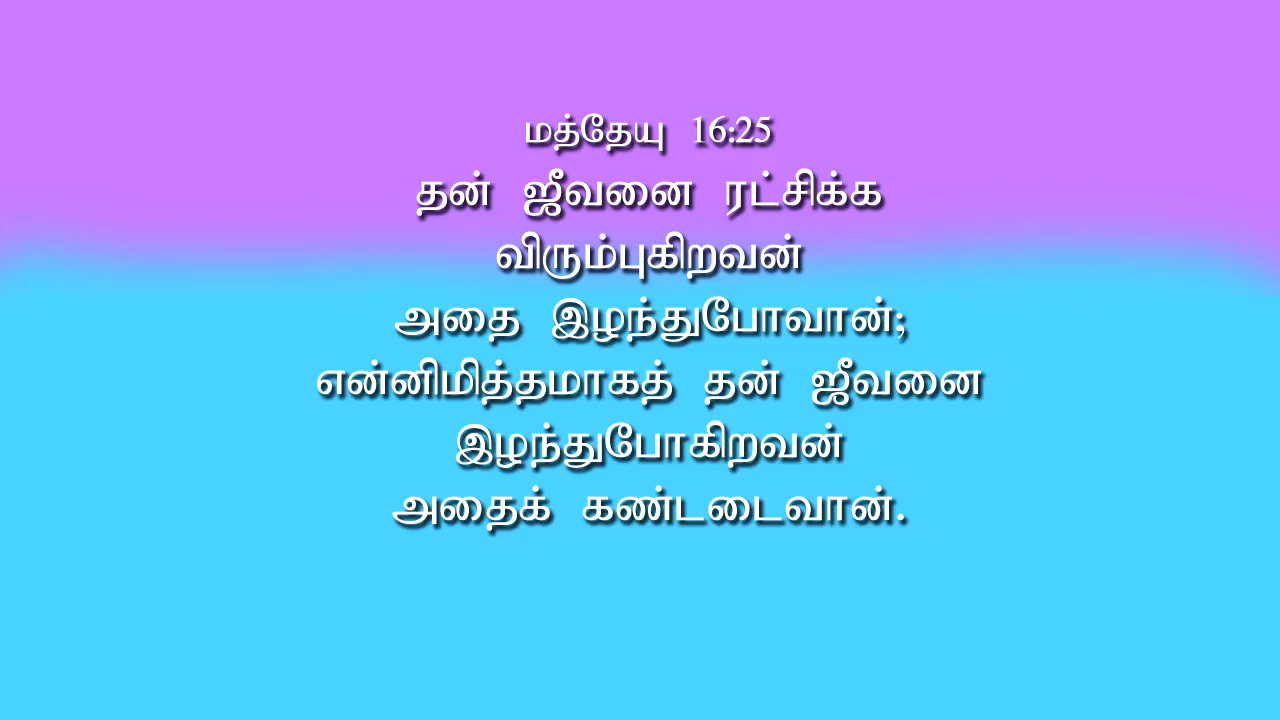 மத்தேயு 16:25
தன் ஜீவனை ரட்சிக்க
விரும்புகிறவன்
அதை இழந்துபோவான்;
என்னிமித்தமாகத் தன் ஜீவனை
இழந்துபோகிறவன்
அதைக் கண்டடைவான்.